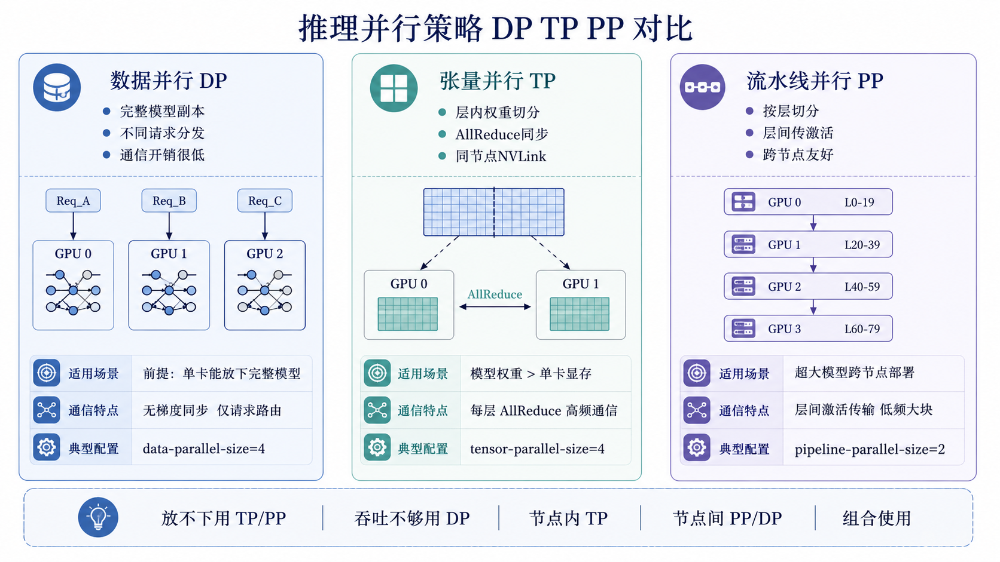 推理并行策略 DP TP PP 对比
数据并行 DP
完整模型副本
不同请求分发
通信开销很低
Req_A
Req_B
Req_C
GPU 0
GPU 1
GPU 2
适用场景
前提：单卡能放下完整模型
通信特点
无梯度同步 仅请求路由
典型配置
data-parallel-size=4
张量并行 TP
层内权重切分
AllReduce同步
同节点NVLink
GPU 0
AllReduce
GPU 1
适用场景
模型权重 > 单卡显存
通信特点
每层 AllReduce 高频通信
典型配置
tensor-parallel-size=4
流水线并行 PP
按层切分
层间传激活
跨节点友好
GPU 0 L0-19
GPU 1 L20-39
GPU 2 L40-59
GPU 3 L60-79
适用场景
超大模型跨节点部署
通信特点
层间激活传输 低频大块
典型配置
pipeline-parallel-size=2
放不下用 TP/PP
吞吐不够用 DP
节点内 TP
节点间 PP/DP
组合使用